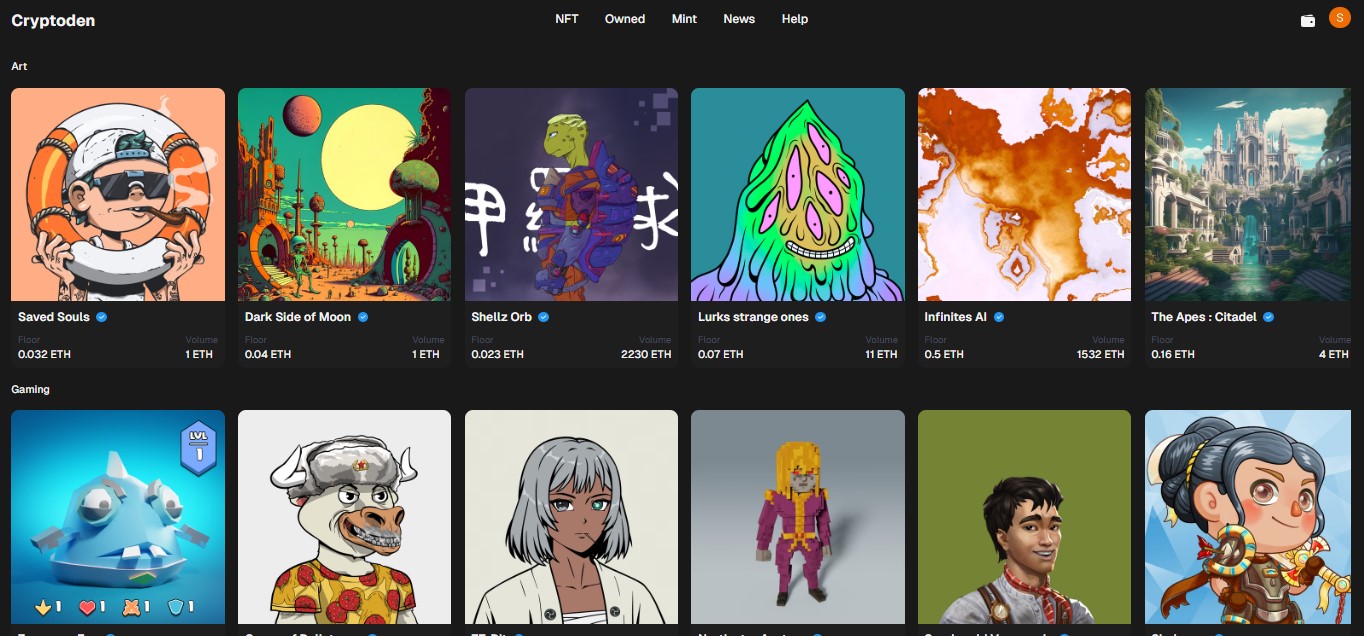 Cryptoden
NFT Owned Mint News Help
S
Art
Saved Souls
Floor Volume
0.032 ETH 1 ETH
Dark Side of Moon
Floor Volume
0.04 ETH 1 ETH
Shellz Orb
Floor Volume
0.023 ETH 2230 ETH
Lurks strange ones
Floor Volume
0.07 ETH 11 ETH
Infinites AI
Floor Volume
0.5 ETH 1532 ETH
The Apes : Citadel
Floor Volume
0.16 ETH 4 ETH
Gaming
LVL
1
1 1 1 1